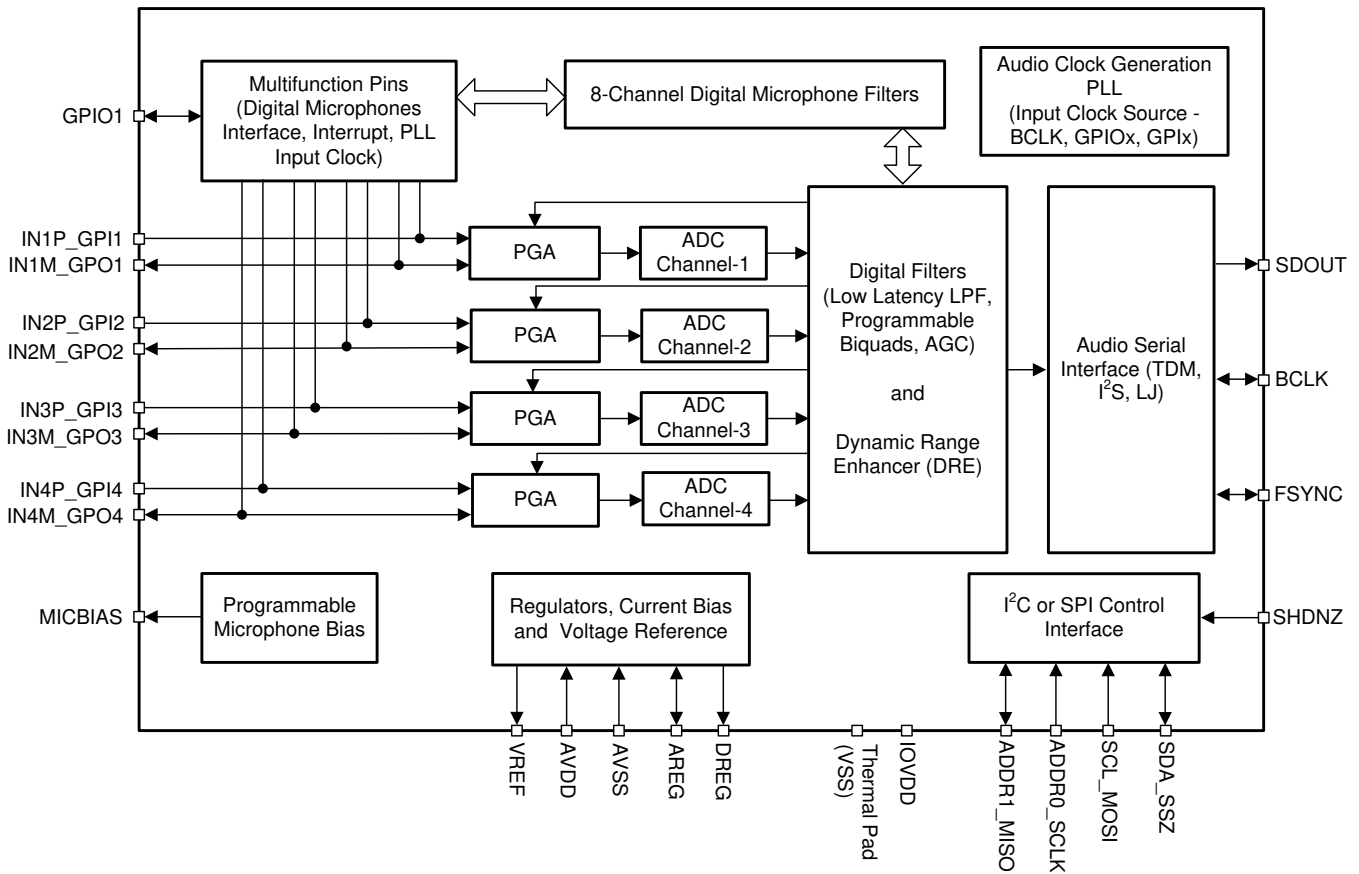 Multifunction Pins
(Digital Microphones
Interface, Interrupt, PLL
Input Clock)
8-Channel Digital Microphone Filters
Audio Clock Generation
PLL
(Input Clock Source -
BCLK, GPIOx, GPIx)
GPIO1
IN1P_GPI1
IN1M_GPO1
IN2P_GPI2
IN2M_GPO2
IN3P_GPI3
IN3M_GPO3
IN4P_GPI4
IN4M_GPO4
MICBIAS
PGA
ADC
Channel-1
PGA
ADC
Channel-2
PGA
ADC
Channel-3
PGA
ADC
Channel-4
Digital Filters
(Low Latency LPF,
Programmable
Biquads, AGC)
and
Dynamic Range
Enhancer (DRE)
Audio Serial
Interface (TDM,
I²S, LJ)
SDOUT
BCLK
FSYNC
SHDNZ
Programmable
Microphone Bias
Regulators, Current Bias
and Voltage Reference
I²C or SPI Control
Interface
VREF
AVDD
AVSS
AREG
DREG
Thermal Pad
(VSS)
IOVDD
ADDR1_MISO
ADDR0_SCLK
SCL_MOSI
SDA_SSZ